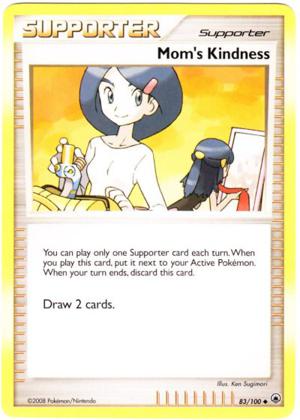 SUPPORTER
Supporter
Mom's Kindness
You can play only one Supporter card each turn. When
you play this card, put it next to your Active Pokémon.
When your turn ends, discard this card.
Draw 2 cards.
Illus. Ken Sugimori
©2008 Pokémon/Nintendo
83/100 ◆